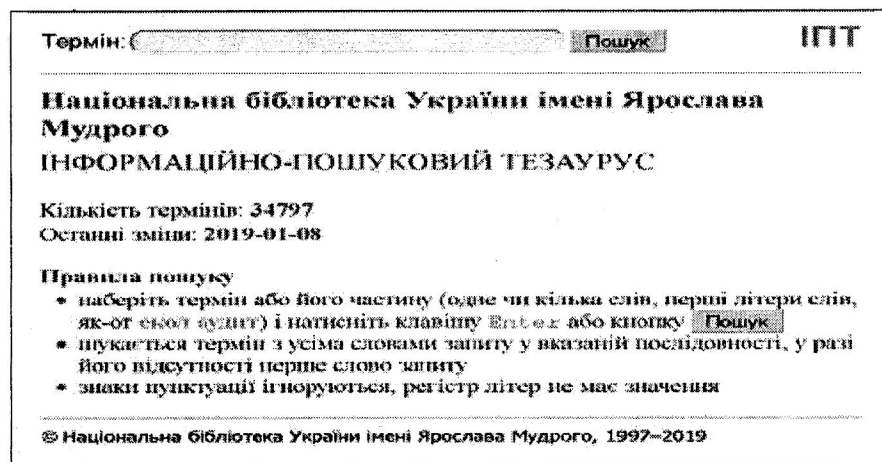 Термін: Пошук ІПТ
Національна бібліотека України імені Ярослава
Мудрого
ІНФОРМАЦІЙНО-ПОШУКОВИЙ ТЕЗАУРУС
Кількість термінів: 34797
Останні зміни: 2019-01-08
Правила пошуку
• наберіть термін або його частину (одне чи кілька слів, перші літери слів,
як-от екол аудит) і натисніть клавішу Enter або кнопку Пошук
• шукається термін з усіма словами запиту у вказаній послідовності, у разі
його відсутності перше слово запиту
• знаки пунктуації ігноруються, регістр літер не має значення
© Національна бібліотека України імені Ярослава Мудрого, 1997–2019